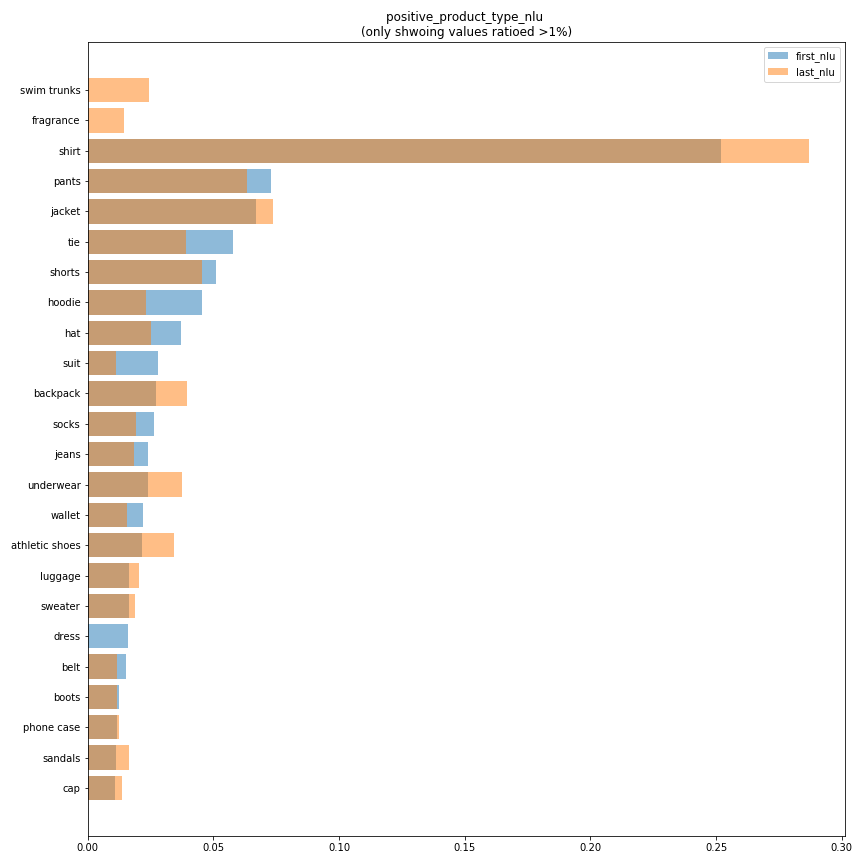 positive_product_type_nlu
(only shwoing values ratioed >1%)
first_nlu
last_nlu
swim trunks
fragrance
shirt
pants
jacket
tie
shorts
hoodie
hat
suit
backpack
socks
jeans
underwear
wallet
athletic shoes
luggage
sweater
dress
belt
boots
phone case
sandals
cap
0.00 0.05 0.10 0.15 0.20 0.25 0.30